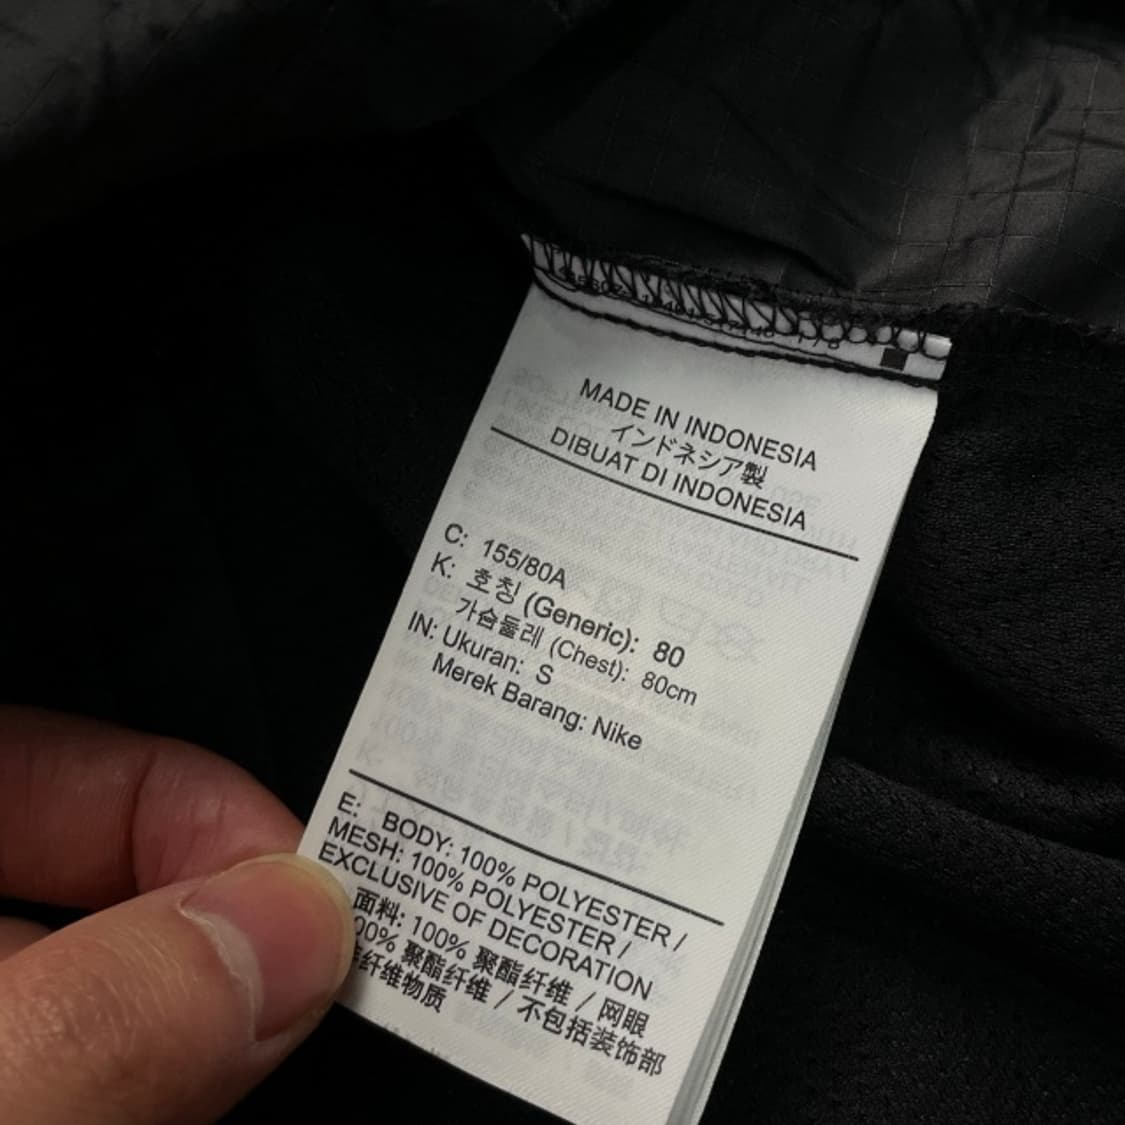 MADE IN INDONESIA
インドネシア製
DIBUAT DI INDONESIA
C: 155/80A
K: 호칭 (Generic): 80
가슴둘레 (Chest): 80cm
IN: Ukuran: S
Merek Barang: Nike
E: BODY: 100% POLYESTER /
MESH: 100% POLYESTER /
EXCLUSIVE OF DECORATION
面料: 100% 聚酯纤维 / 网眼
00% 聚酯纤维 / 不包括装饰部
纤维物质